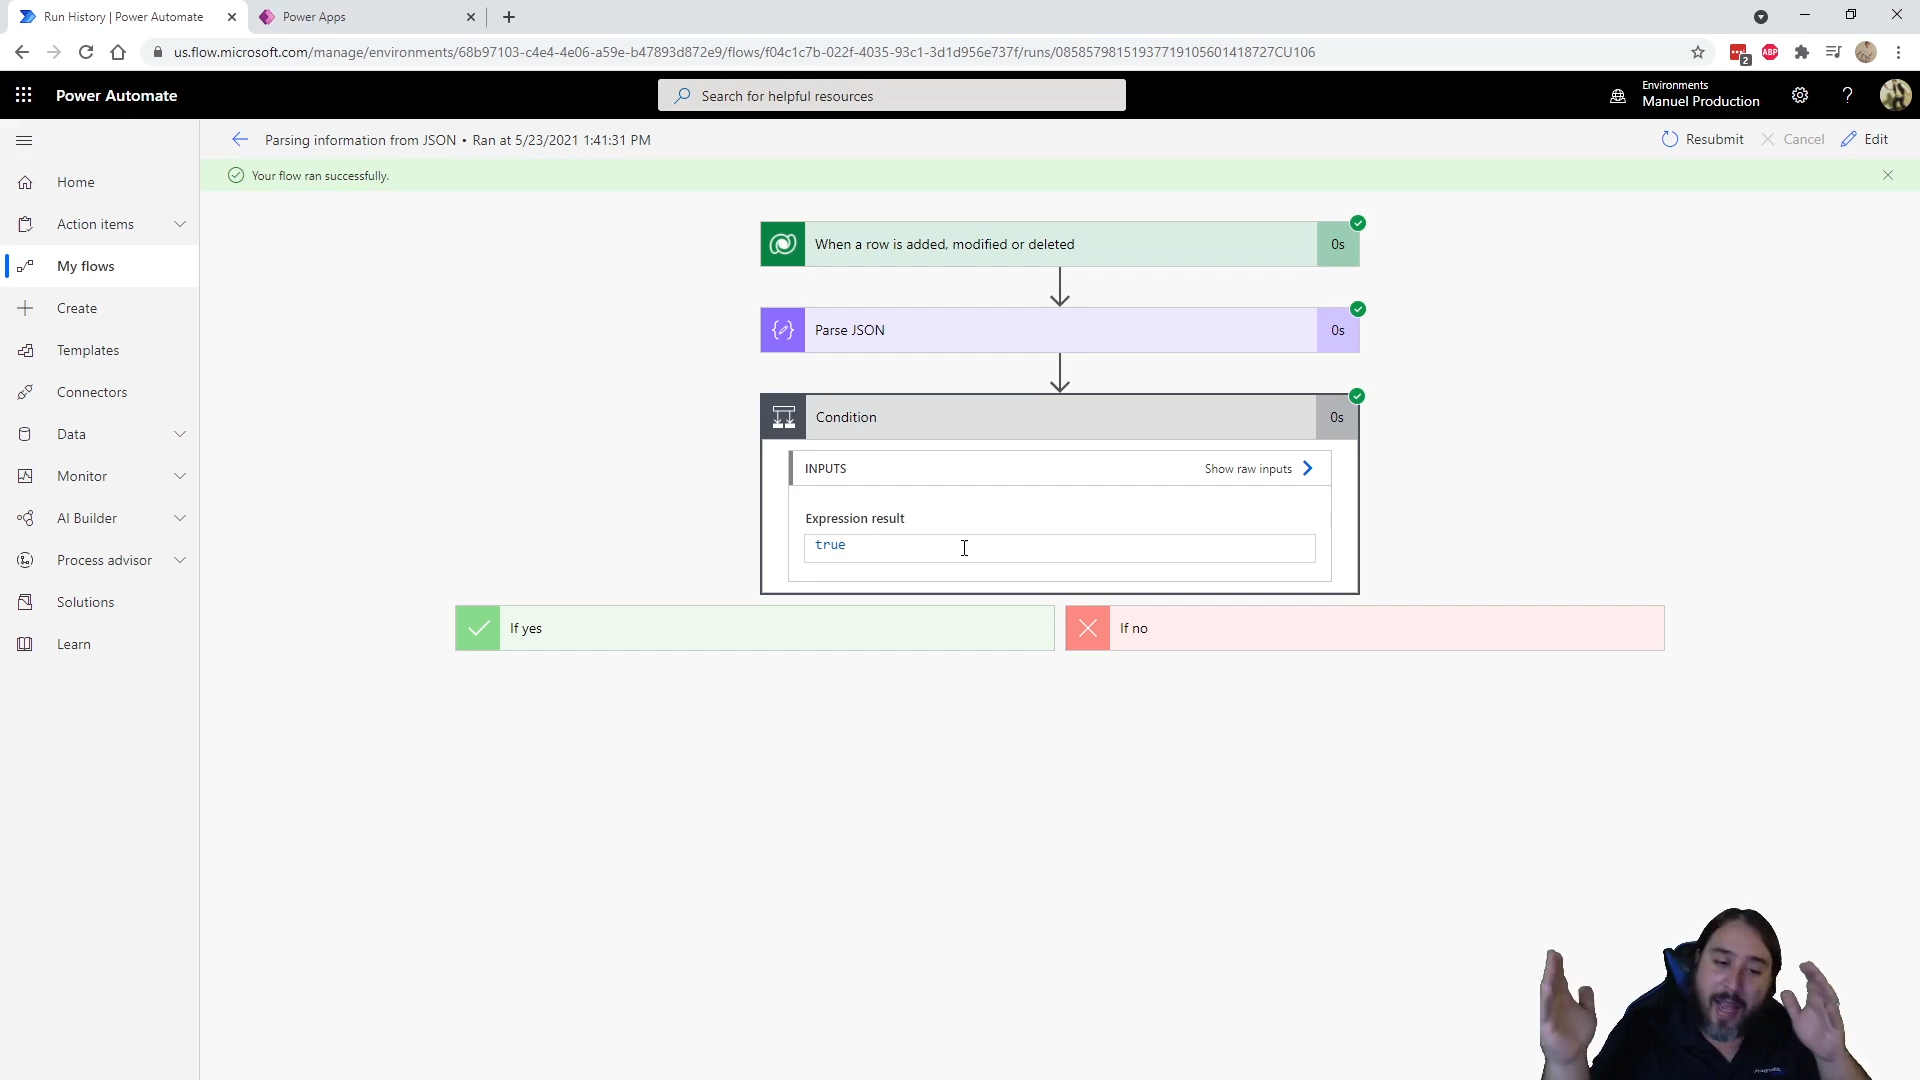 Run History | Power Automate
Power Apps
us.flow.microsoft.com/manage/environments/68b97103-c4e4-4e06-a59e-b47893d872e9/flows/f04c1c7b-022f-4035-93c1-3d1d956e737f/runs/08585798151937719105601418727CU106
ABP
2
Power Automate
Search for helpful resources
Environments
Manuel Production
?
Parsing information from JSON • Ran at 5/23/2021 1:41:31 PM
Resubmit
Cancel
Edit
Your flow ran successfully.
Home
Action items
My flows
Create
Templates
Connectors
Data
Monitor
AI Builder
Process advisor
Solutions
Learn
When a row is added, modified or deleted
0s
Parse JSON
0s
Condition
0s
INPUTS
Show raw inputs
Expression result
true
If yes
If no